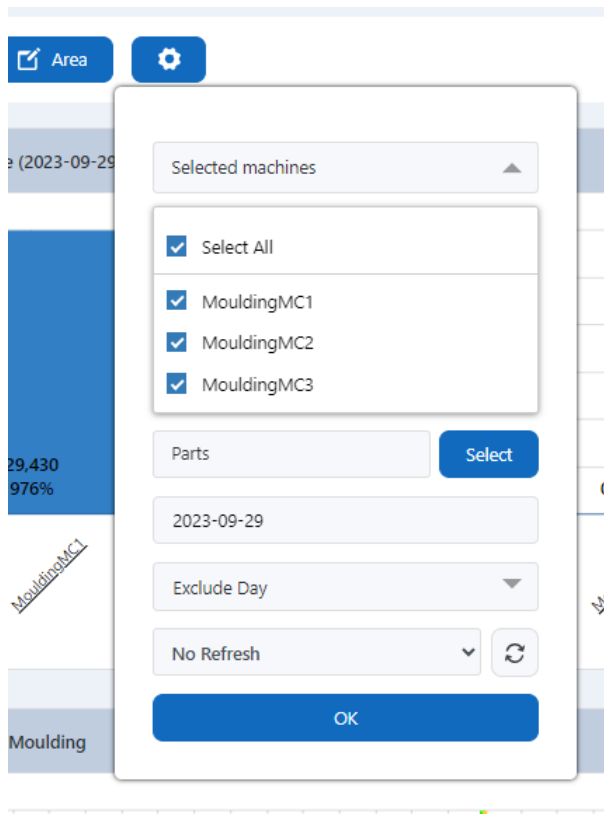 Area
e (2023-09-29
Selected machines
Select All
MouldingMC1
MouldingMC2
MouldingMC3
29,430
976%
Parts
Select
2023-09-29
MouldingMC1
Exclude Day
No Refresh
OK
Moulding